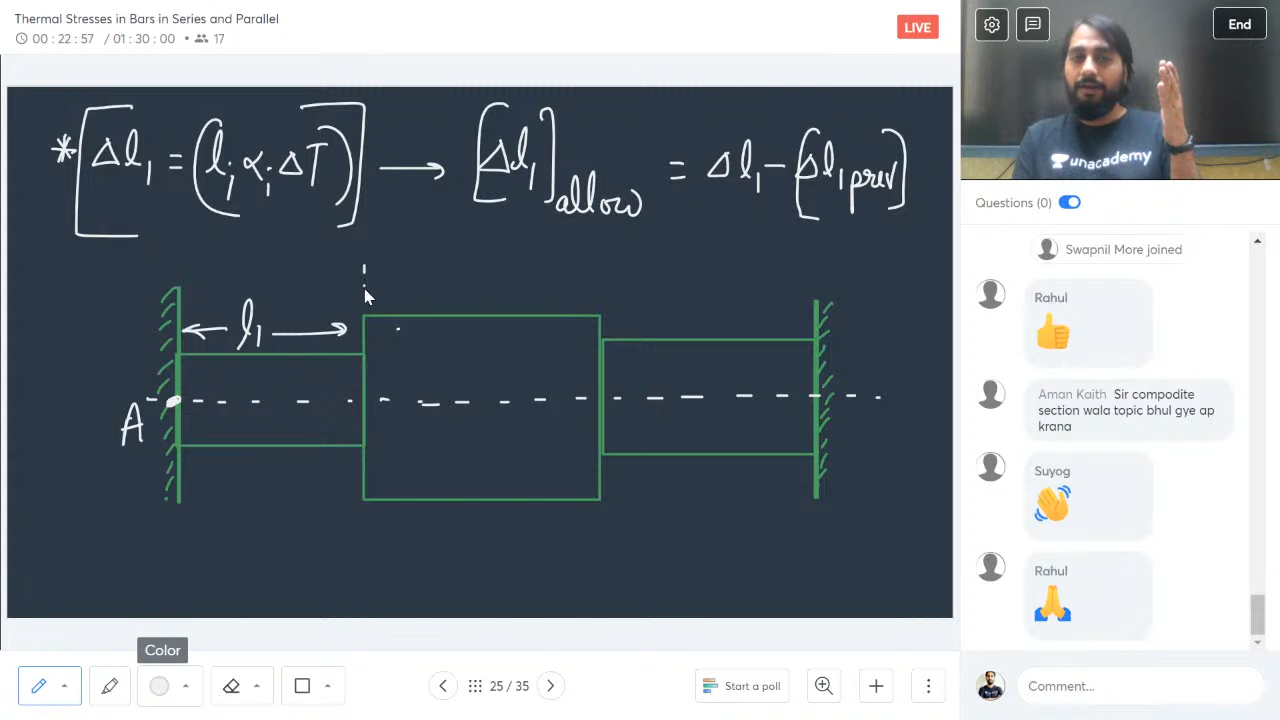 Thermal Stresses in Bars in Series and Parallel
00 : 22 : 57 / 01 : 30 : 00 • 17
LIVE
End
unacademy
* [Δl₁ = (l₁ α₁ ΔT)] → [Δl₁]allow = Δl₁ - [Δl₁ prev]
l₁
A
Questions (0)
Swapnil More joined
Rahul
Aman Kaith Sir compodite
section wala topic bhul gye ap
krana
Suyog
Rahul
Color
25 / 35
Start a poll
Comment...